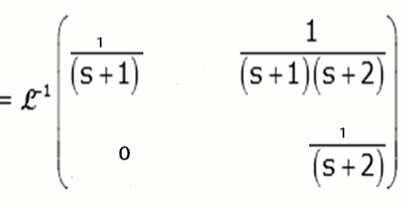 = ℒ⁻¹ ( 1/(s+1)   1/((s+1)(s+2))
0   1/(s+2) )